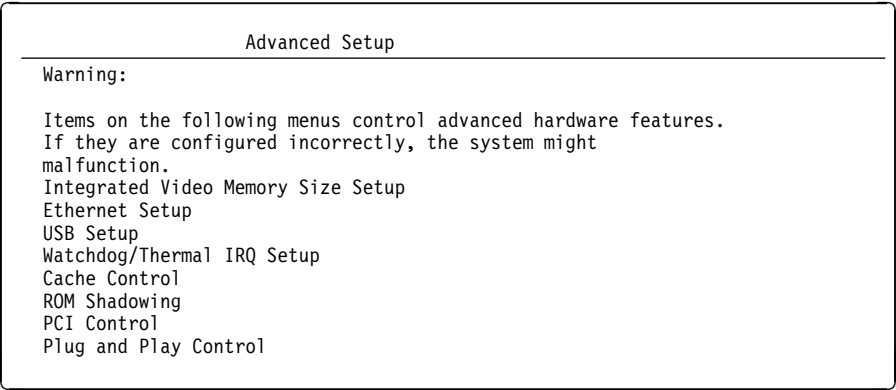 Advanced Setup
Warning:
Items on the following menus control advanced hardware features.
If they are configured incorrectly, the system might
malfunction.
Integrated Video Memory Size Setup
Ethernet Setup
USB Setup
Watchdog/Thermal IRQ Setup
Cache Control
ROM Shadowing
PCI Control
Plug and Play Control